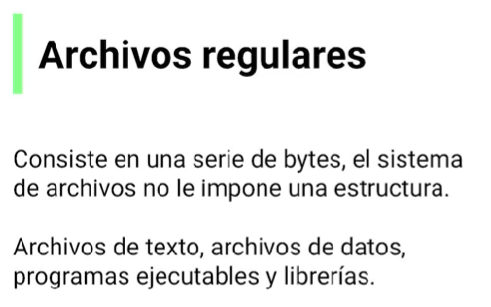 Archivos regulares
Consiste en una serie de bytes, el sistema
de archivos no le impone una estructura.
Archivos de texto, archivos de datos,
programas ejecutables y librerías.